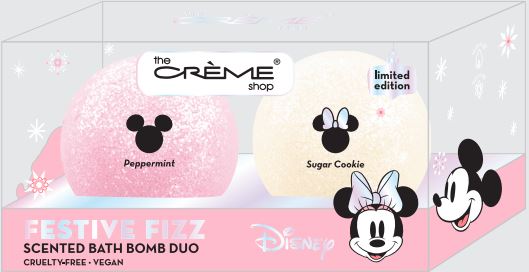 the
CRÈME®
shop
limited
edition
Peppermint
Sugar Cookie
FESTIVE FIZZ
SCENTED BATH BOMB DUO
CRUELTY-FREE • VEGAN
Disney